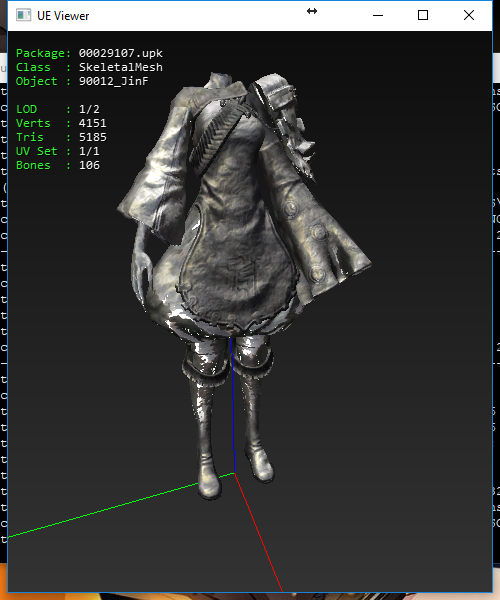 UE Viewer
Package: 00029107.upk
Class : SkeletalMesh
Object : 90012_JinF
LOD : 1/2
Verts : 4151
Tris : 5185
UV Set : 1/1
Bones : 106